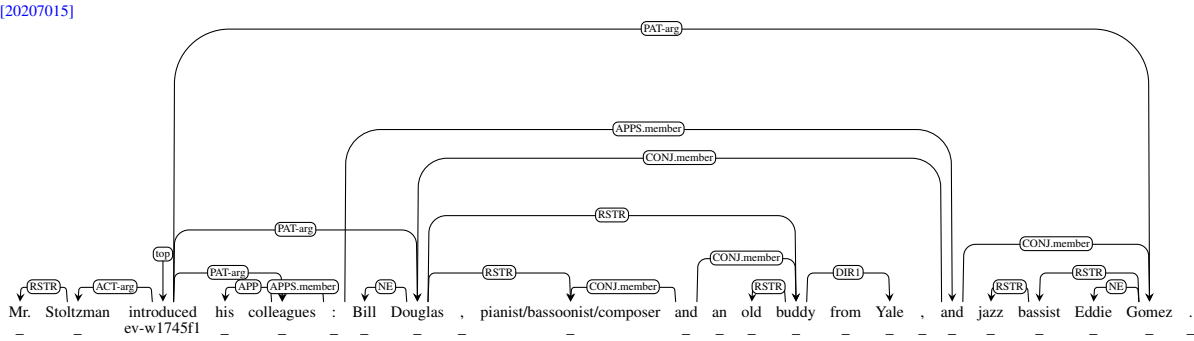 [20207015]
PAT-arg
APPS.member
CONJ.member
RSTR
PAT-arg
CONJ.member
top
CONJ.member
PAT-arg RSTR DIR1 RSTR
RSTR ACT-arg APP APPS.member NE CONJ.member RSTR RSTR NE
Mr. Stoltzman introduced his colleagues : Bill Douglas , pianist/bassoonist/composer and an old buddy from Yale , and jazz bassist Eddie Gomez .
_ _ ev-w1745f1 _ _ _ _ _ _ _ _ _ _ _ _ _ _ _ _ _ _ _ _